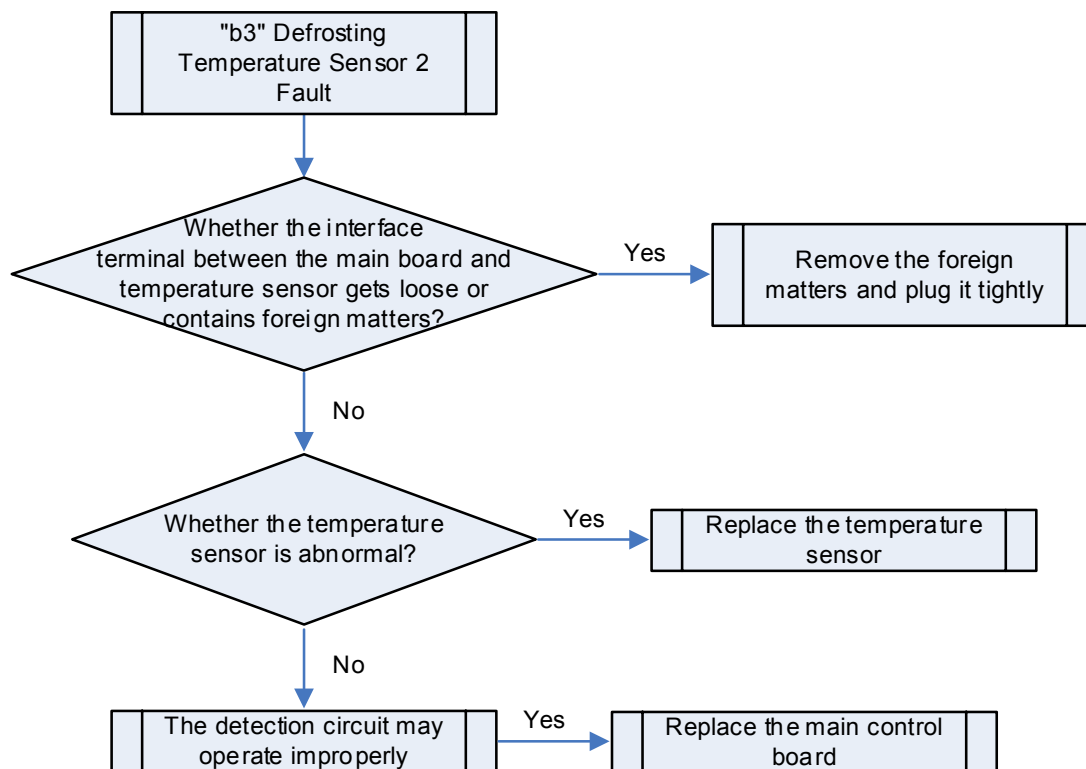 "b3" Defrosting
Temperature Sensor 2
Fault
Whether the interface
terminal between the main board and
temperature sensor gets loose or
contains foreign matters?
Yes
Remove the foreign
matters and plug it tightly
No
Whether the temperature
sensor is abnormal?
Yes
Replace the temperature
sensor
No
The detection circuit may
operate improperly
Yes
Replace the main control
board